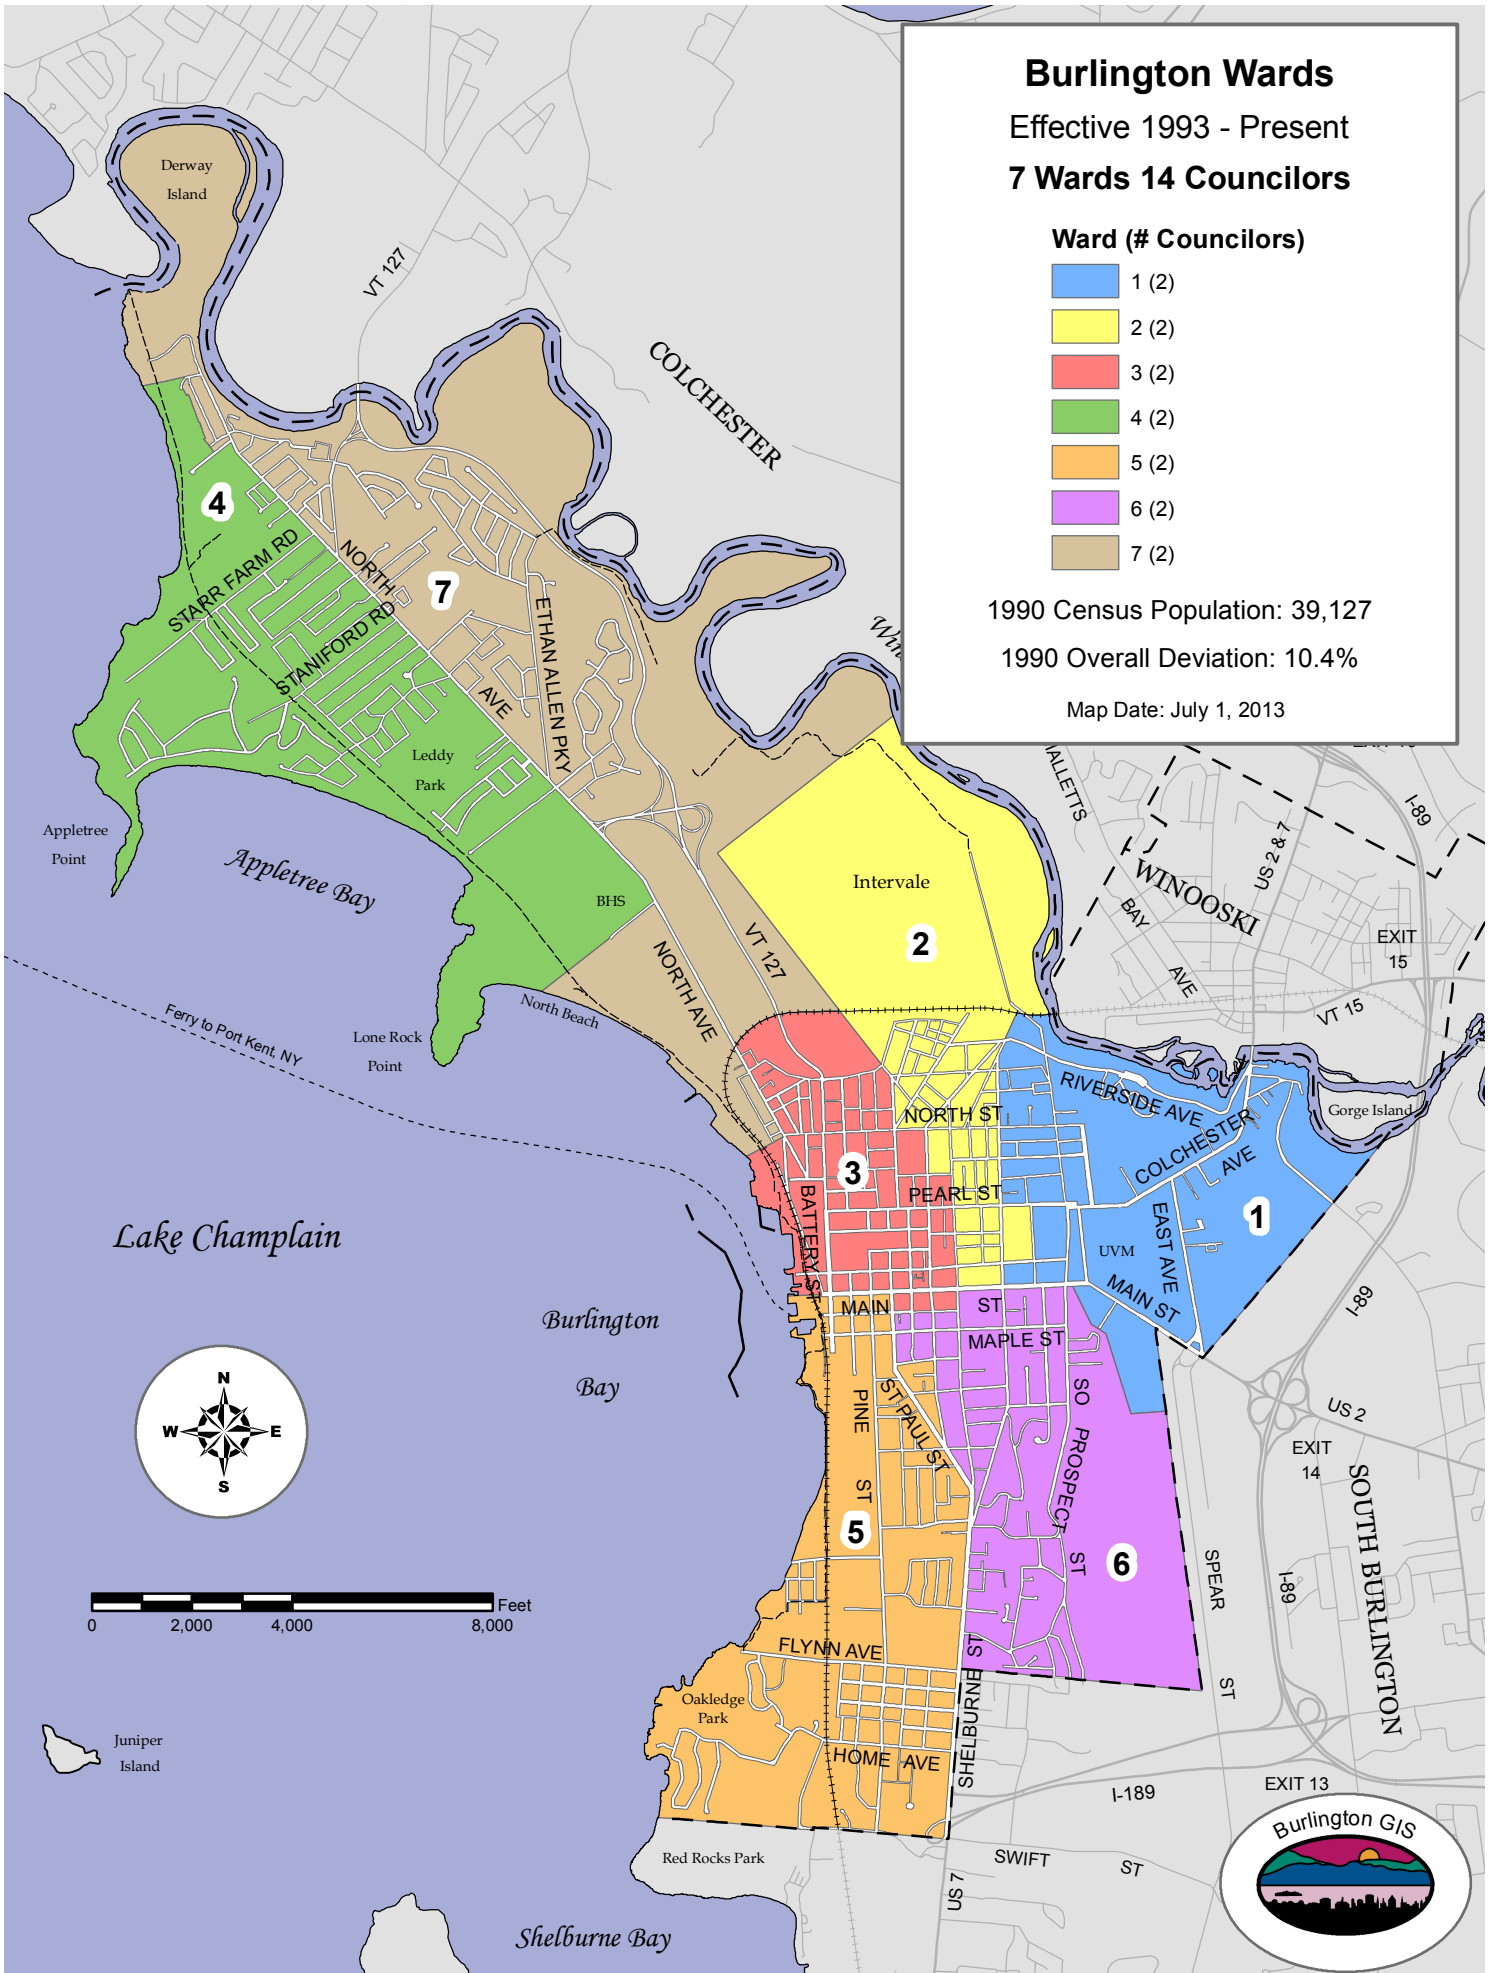 Burlington Wards
Effective 1993 - Present
7 Wards 14 Councilors
Ward (# Councilors)
1 (2)
2 (2)
3 (2)
4 (2)
5 (2)
6 (2)
7 (2)
1990 Census Population: 39,127
1990 Overall Deviation: 10.4%
Map Date: July 1, 2013
Derway
Island
VT 127
COLCHESTER
4
STARR FARM RD
NORTH
7
STANIFORD RD
ETHAN ALLEN PKY
AVE
Leddy
Park
Appletree
Point
Appletree Bay
BHS
Intervale
2
VT 127
NORTH AVE
North Beach
Ferry to Port Kent, NY
Lone Rock
Point
US 2 & 7
I-89
WINOOSKI
BAY
AVE
EXIT
15
VT 15
RIVERSIDE AVE
Gorge Island
NORTH ST
COLCHESTER
AVE
3
PEARL ST
BATTERY ST
EAST AVE
1
UVM
MAIN ST
Lake Champlain
Burlington
Bay
MAIN
ST
MAPLE ST
I-89
N
W
E
S
PINE
ST
ST PAUL ST
SO PROSPECT ST
US 2
EXIT
14
SOUTH BURLINGTON
5
6
SPEAR
ST
I-89
Feet
0
2,000
4,000
8,000
FLYNN AVE
Oakledge
Park
SHELBURNE ST
HOME AVE
Juniper
Island
I-189
EXIT 13
Burlington GIS
Red Rocks Park
SWIFT
ST
US 7
Shelburne Bay